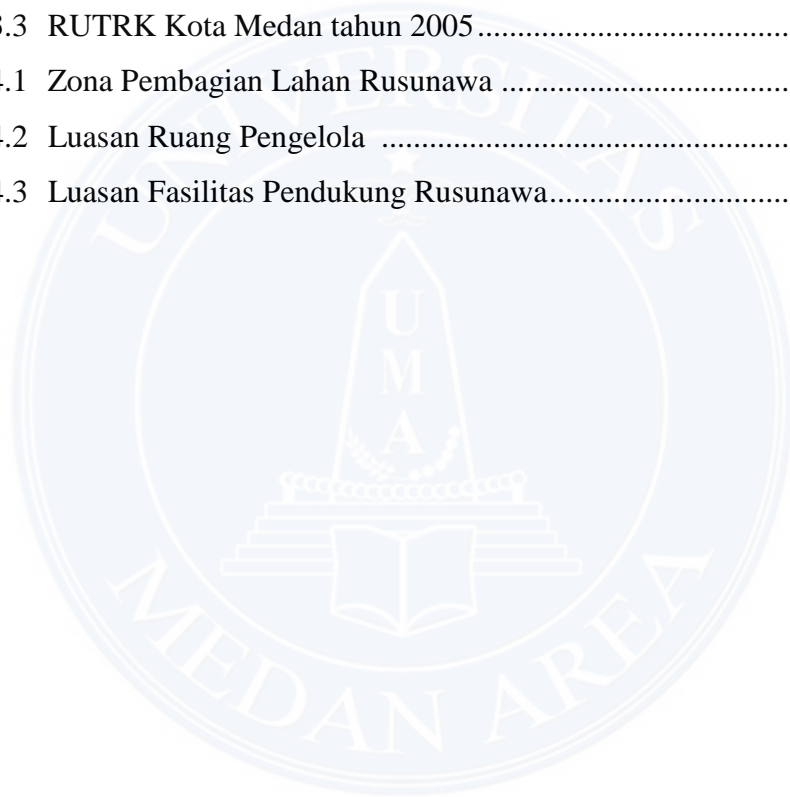 3.3 RUTRK Kota Medan tahun 2005....................................
4.1 Zona Pembagian Lahan Rusunawa .................................
4.2 Luasan Ruang Pengelola ...............................................
4.3 Luasan Fasilitas Pendukung Rusunawa...........................
UNIVERSITAS
UMA
MEDAN AREA